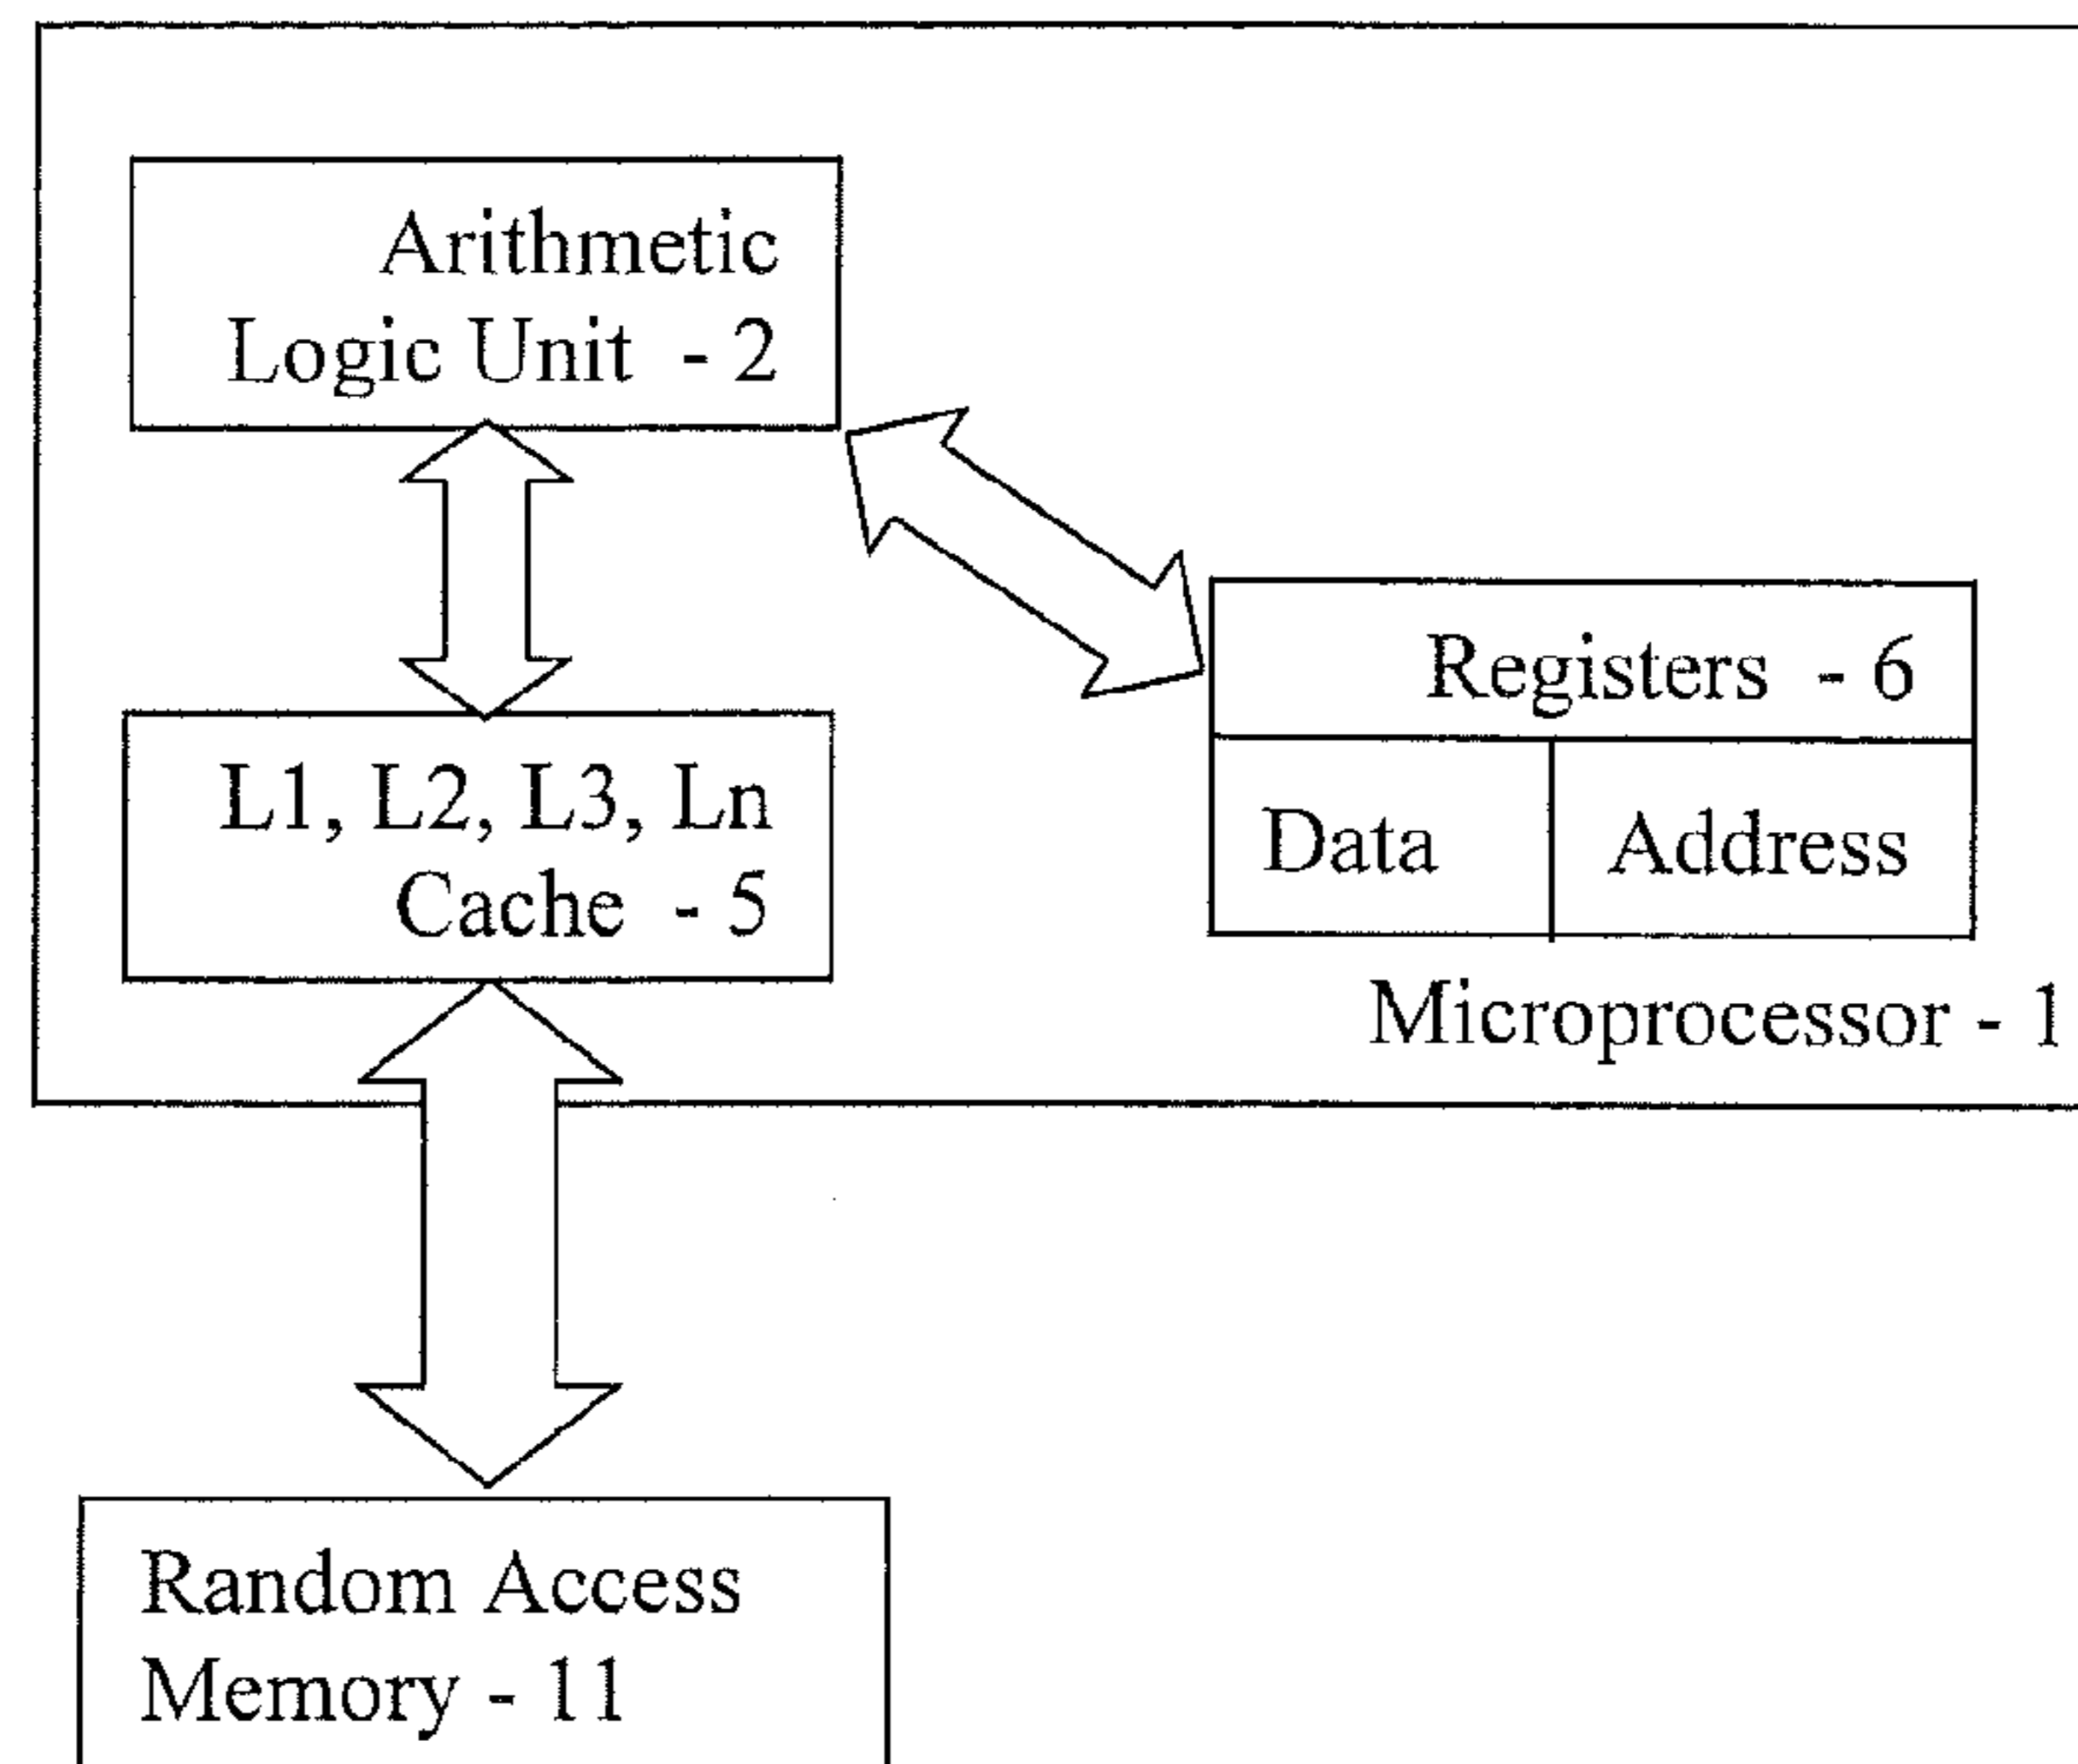 Arithmetic
Logic Unit - 2
L1, L2, L3, Ln
Cache - 5
Registers - 6
Data
Address
Microprocessor - 1
Random Access
Memory - 11